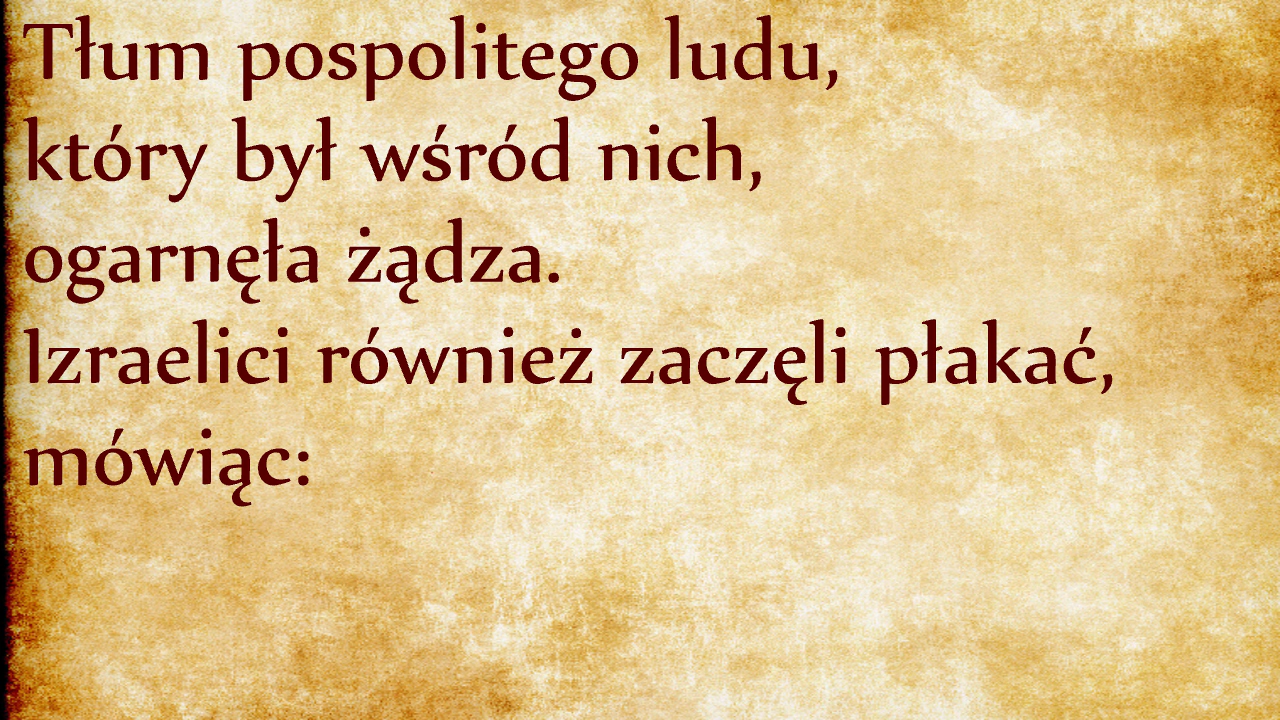 Tłum pospolitego ludu,
który był wśród nich,
ogarnęła żądza.
Izraelici również zaczęli płakać,
mówiąc: